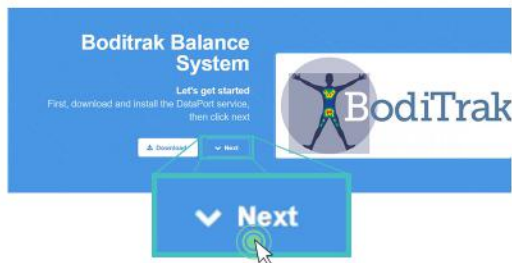 Boditrak Balance
System
Let's get started
First, download and install the DataPort service,
then click next
Download
Next
BodiTrak
Next